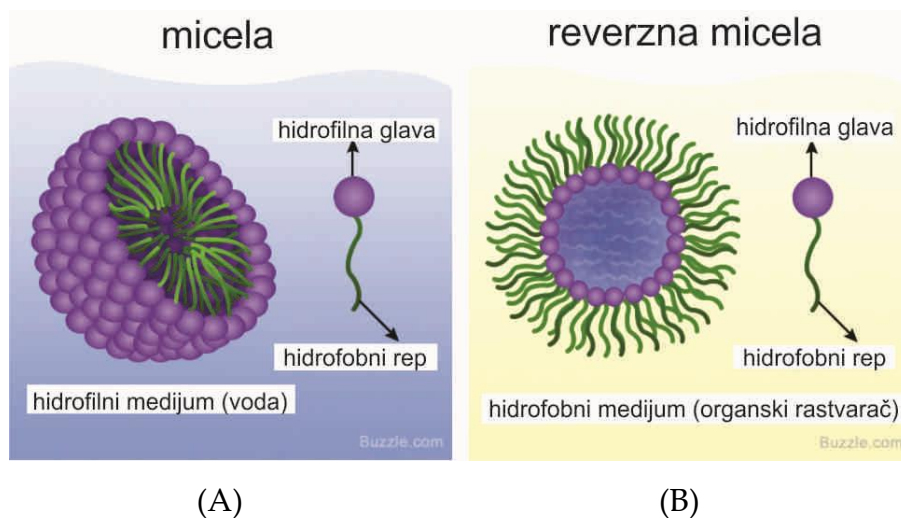 micela
hidrofilna glava
hidrofobni rep
hidrofilni medijum (voda)
Buzzle.com
(A)
reverzna micela
hidrofilna glava
hidrofobni rep
hidrofobni medijum (organski rastvarač)
Buzzle.com
(B)